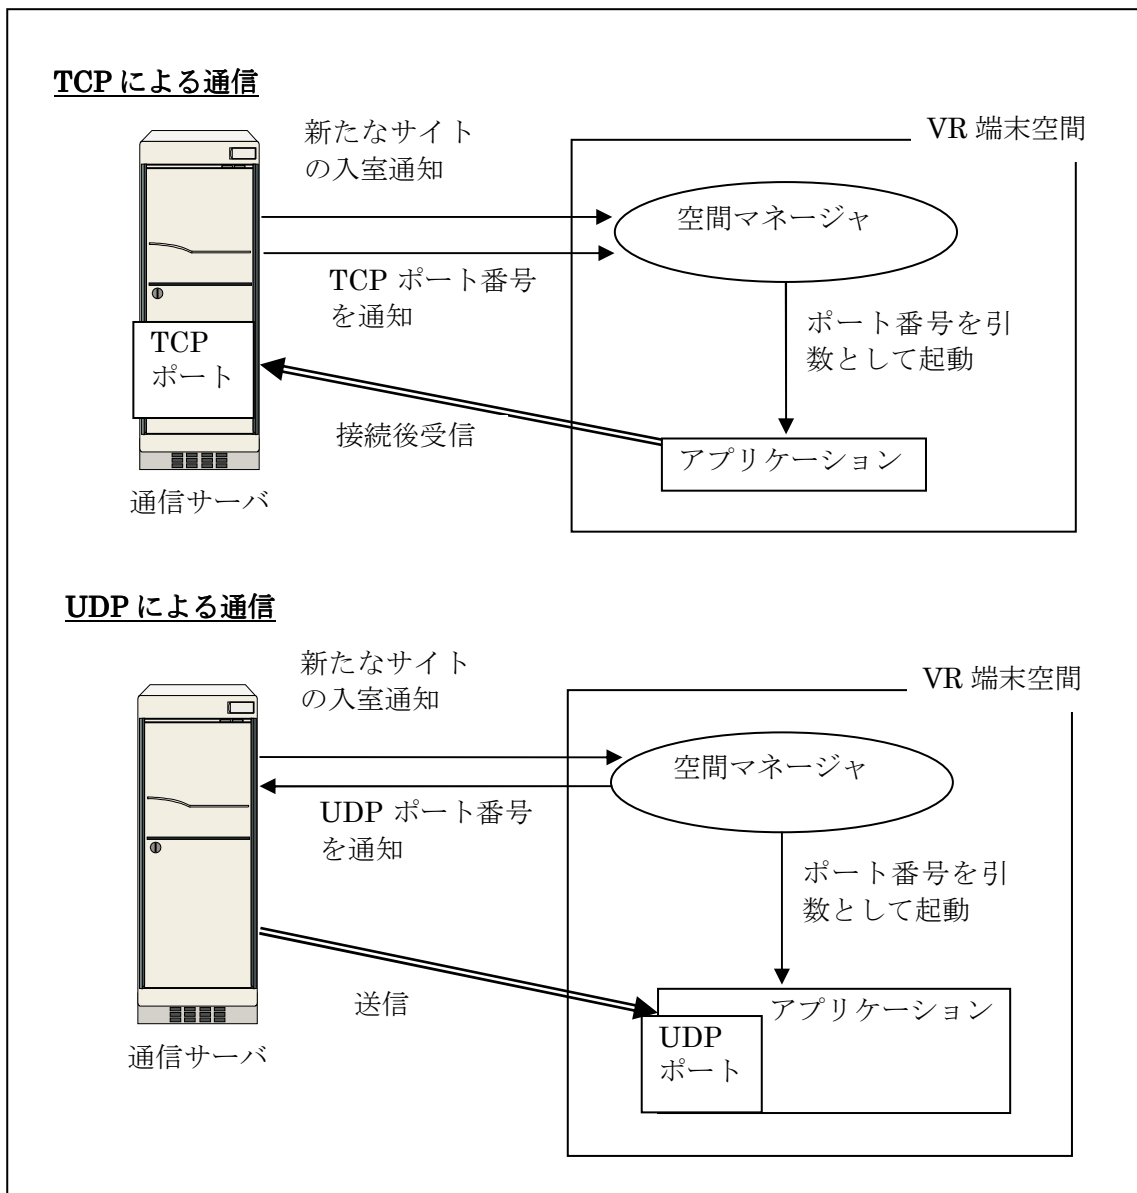 TCP による通信
新たなサイト
の入室通知
VR 端末空間
空間マネージャ
TCP ポート番号
を通知
ポート番号を引
数として起動
TCP
ポート
接続後受信
アプリケーション
通信サーバ
UDP による通信
新たなサイト
の入室通知
VR 端末空間
空間マネージャ
UDP ポート番号
を通知
ポート番号を引
数として起動
送信
アプリケーション
UDP
ポート
通信サーバ